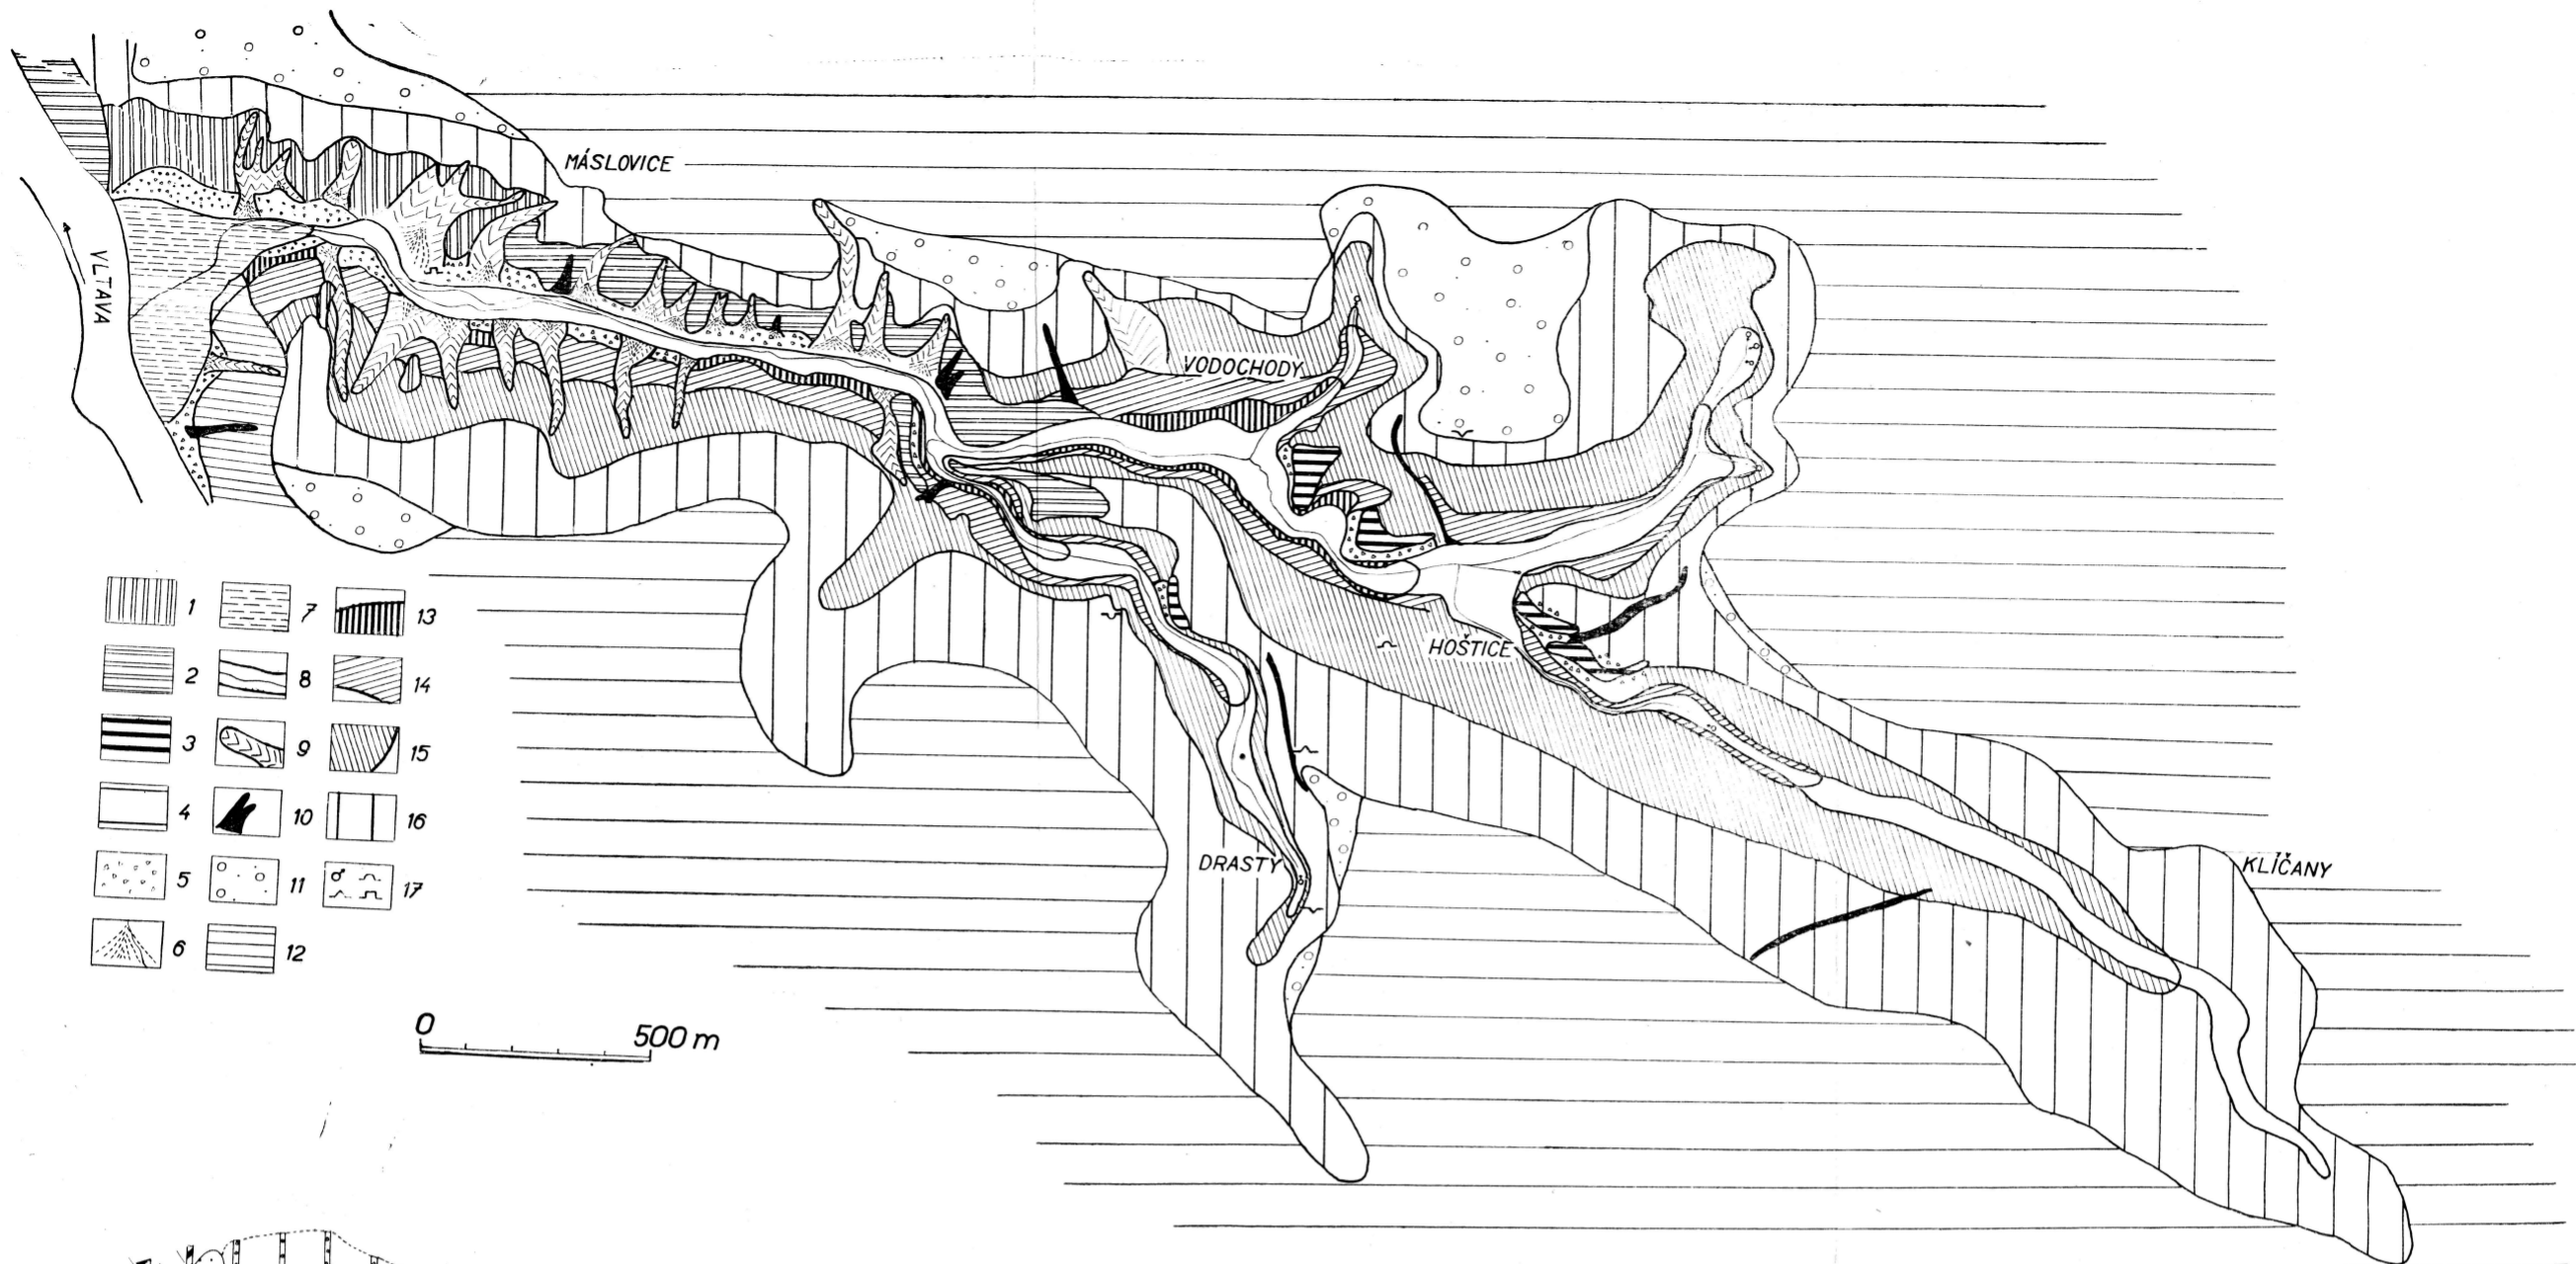 MÁSLOVICE
VLTAVA
VODOCHODY
HOŠTICE
DRASTY
KLÍČANY
1 7 13
2 8 14
3 9 15
4 10 16
5 11 17
6 12
0 500 m